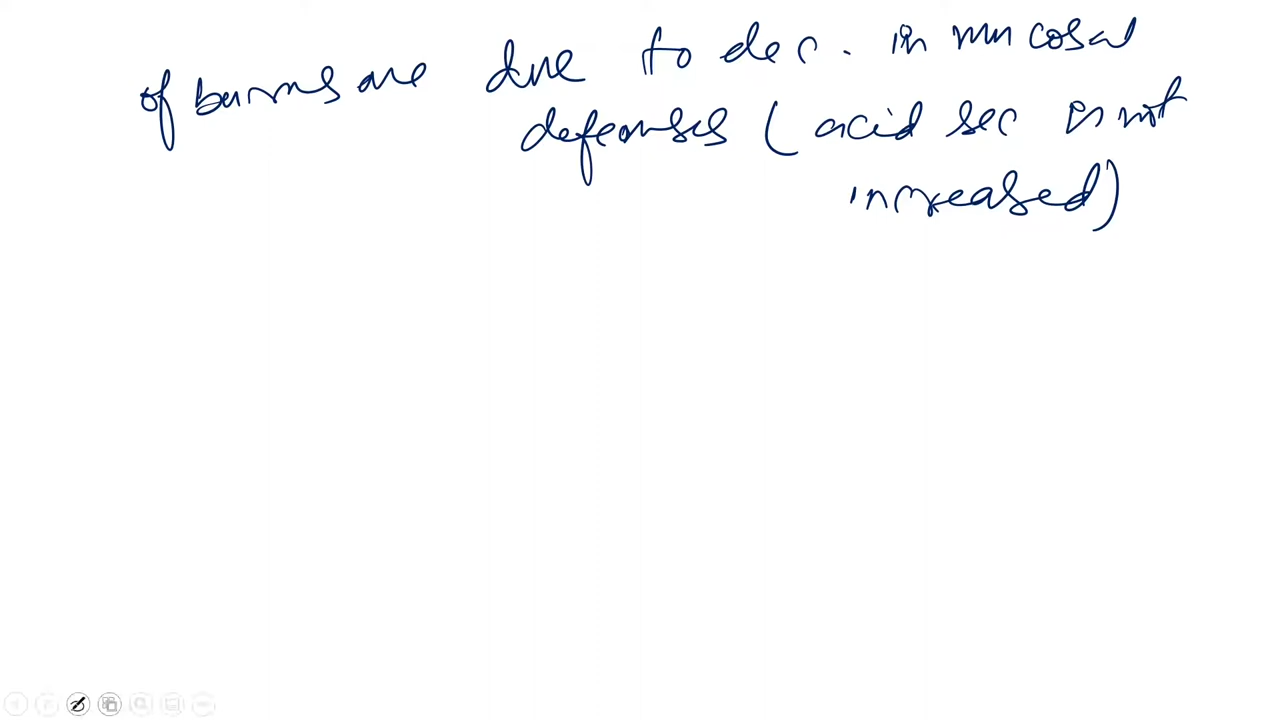 of burns are due to dec. in mucosal
defenses ( acid sec is not
increased)